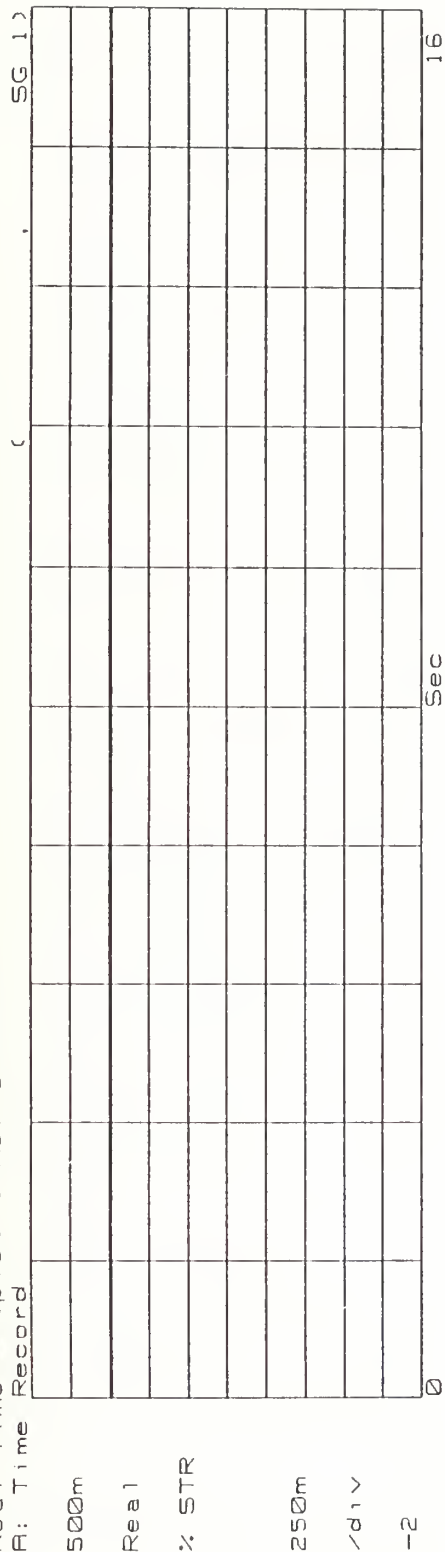 A: Time Record ( , SG 1)
500m
Real
% STR
250m
/div
-2
0 Sec 16